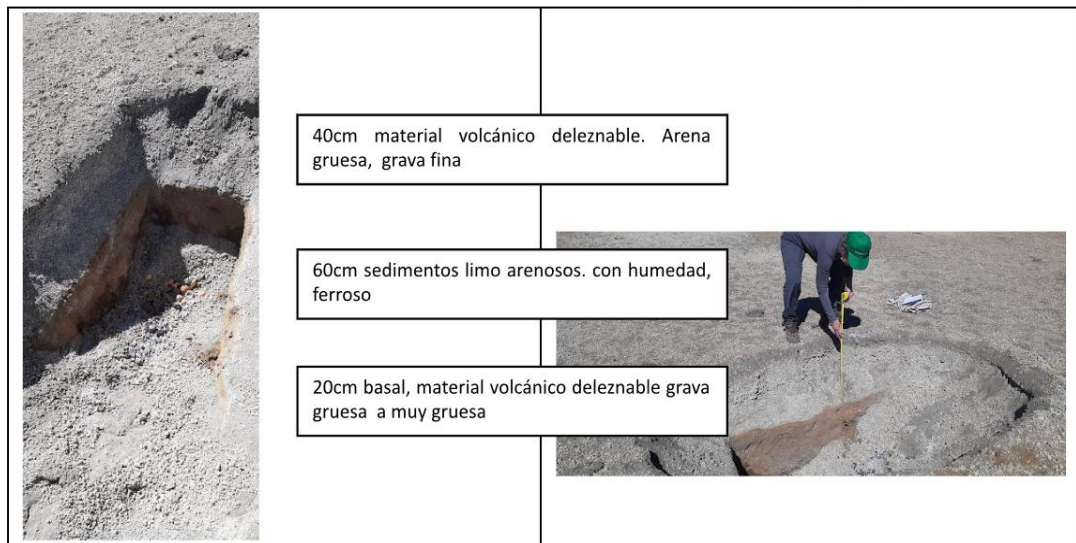 40cm material volcánico deleznable. Arena
gruesa, grava fina
60cm sedimentos limo arenosos. con humedad,
ferroso
20cm basal, material volcánico deleznable grava
gruesa a muy gruesa